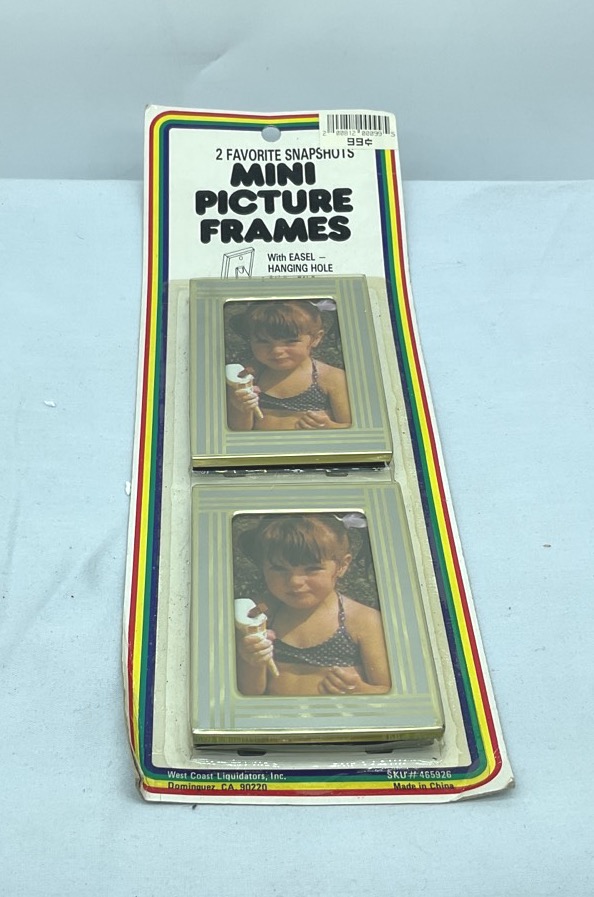 99¢
2 FAVORITE SNAPSHOTS
MINI
PICTURE
FRAMES
With EASEL –
HANGING HOLE
West Coast Liquidators, Inc.
Dominguez, CA 90220
SKU # 465926
Made in China